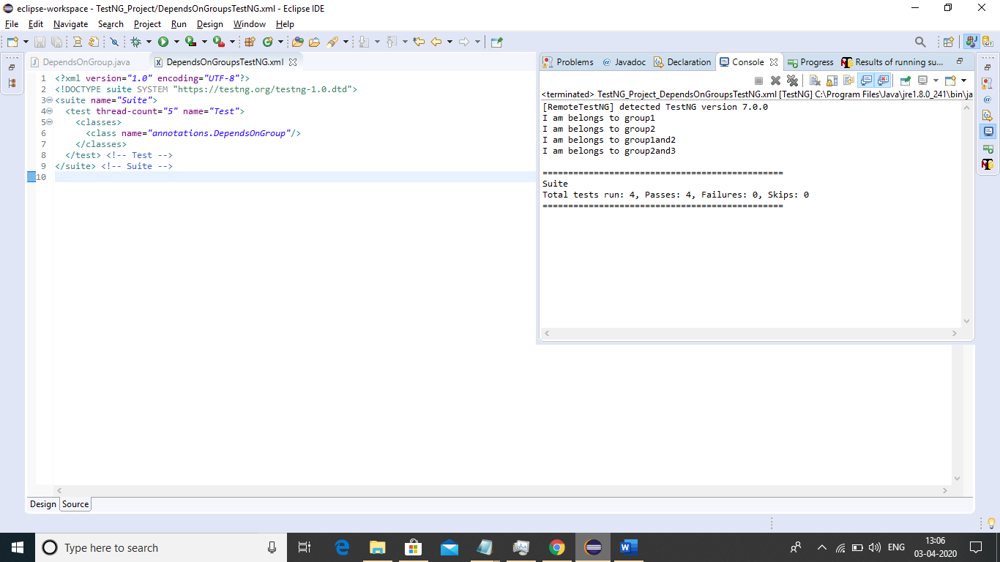 eclipse-workspace - TestNG_Project/DependsOnGroupsTestNG.xml - Eclipse IDE
File Edit Navigate Search Project Run Design Window Help
DependsOnGroup.java
DependsOnGroupsTestNG.xml
1 <?xml version="1.0" encoding="UTF-8"?>
2 <!DOCTYPE suite SYSTEM "https://testng.org/testng-1.0.dtd">
3 <suite name="Suite">
4 <test thread-count="5" name="Test">
5 <classes>
6 <class name="annotations.DependsOnGroup"/>
7 </classes>
8 </test> <!-- Test -->
9 </suite> <!-- Suite -->
10
Problems @ Javadoc Declaration Console Progress Results of running su...
<terminated> TestNG_Project_DependsOnGroupsTestNG.xml [TestNG] C:\Program Files\Java\jre1.8.0_241\bin\ja
[RemoteTestNG] detected TestNG version 7.0.0
I am belongs to group1
I am belongs to group2
I am belongs to group1and2
I am belongs to group2and3
===============================================
Suite
Total tests run: 4, Passes: 4, Failures: 0, Skips: 0
===============================================
Design Source
Type here to search
ENG
13:06
03-04-2020